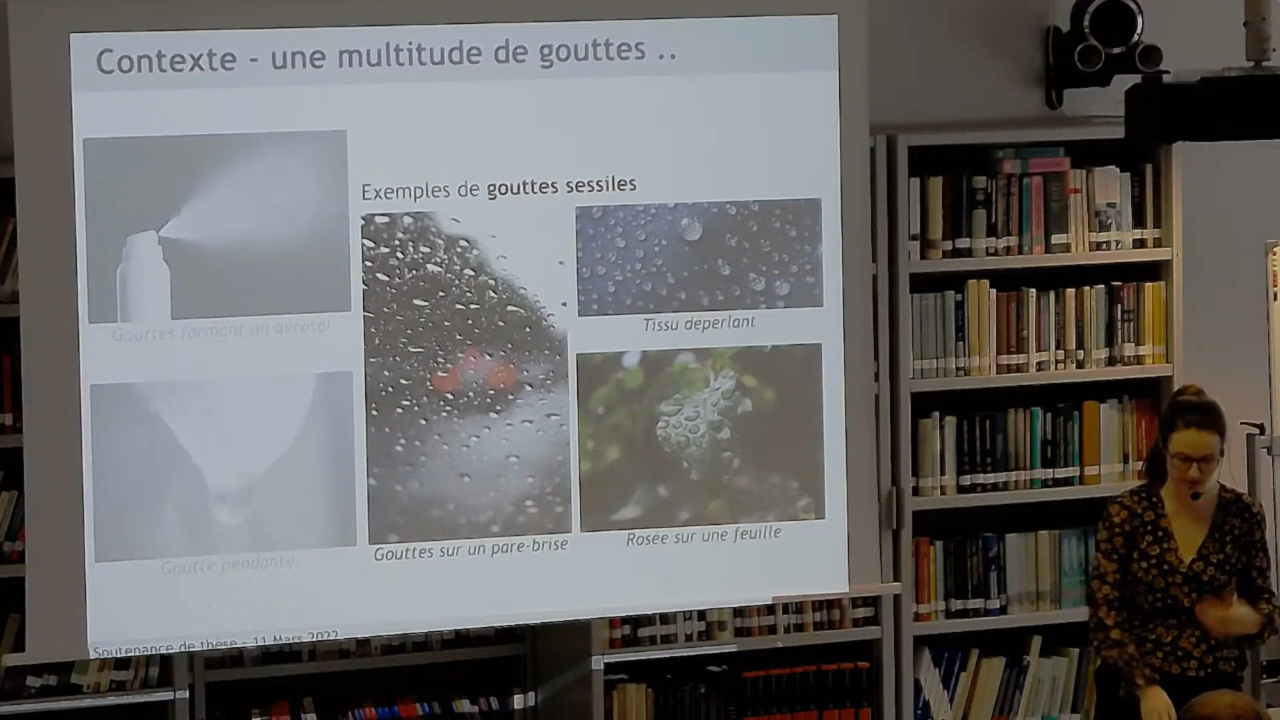 Contexte - une multitude de gouttes ..
Gouttes formant un aérosol
Goutte pendante
Exemples de gouttes sessiles
Gouttes sur un pare-brise
Tissu déperlant
Rosée sur une feuille
Soutenance de thèse - 11 Mars 2022